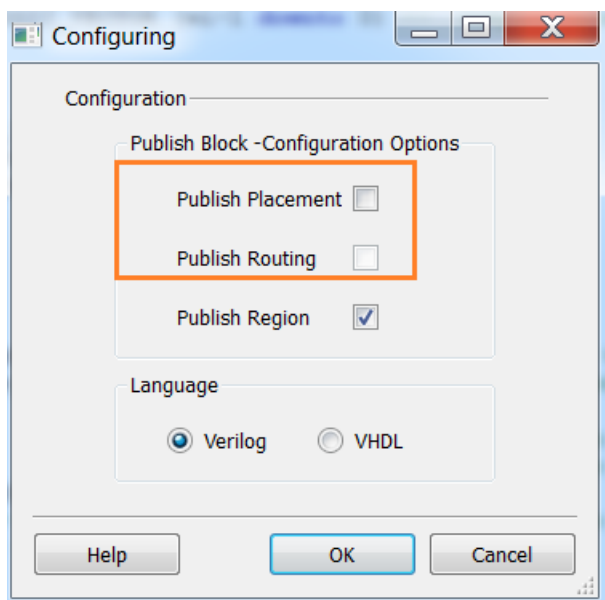 Configuring
Configuration
Publish Block -Configuration Options
Publish Placement
Publish Routing
Publish Region
Language
Verilog VHDL
Help OK Cancel